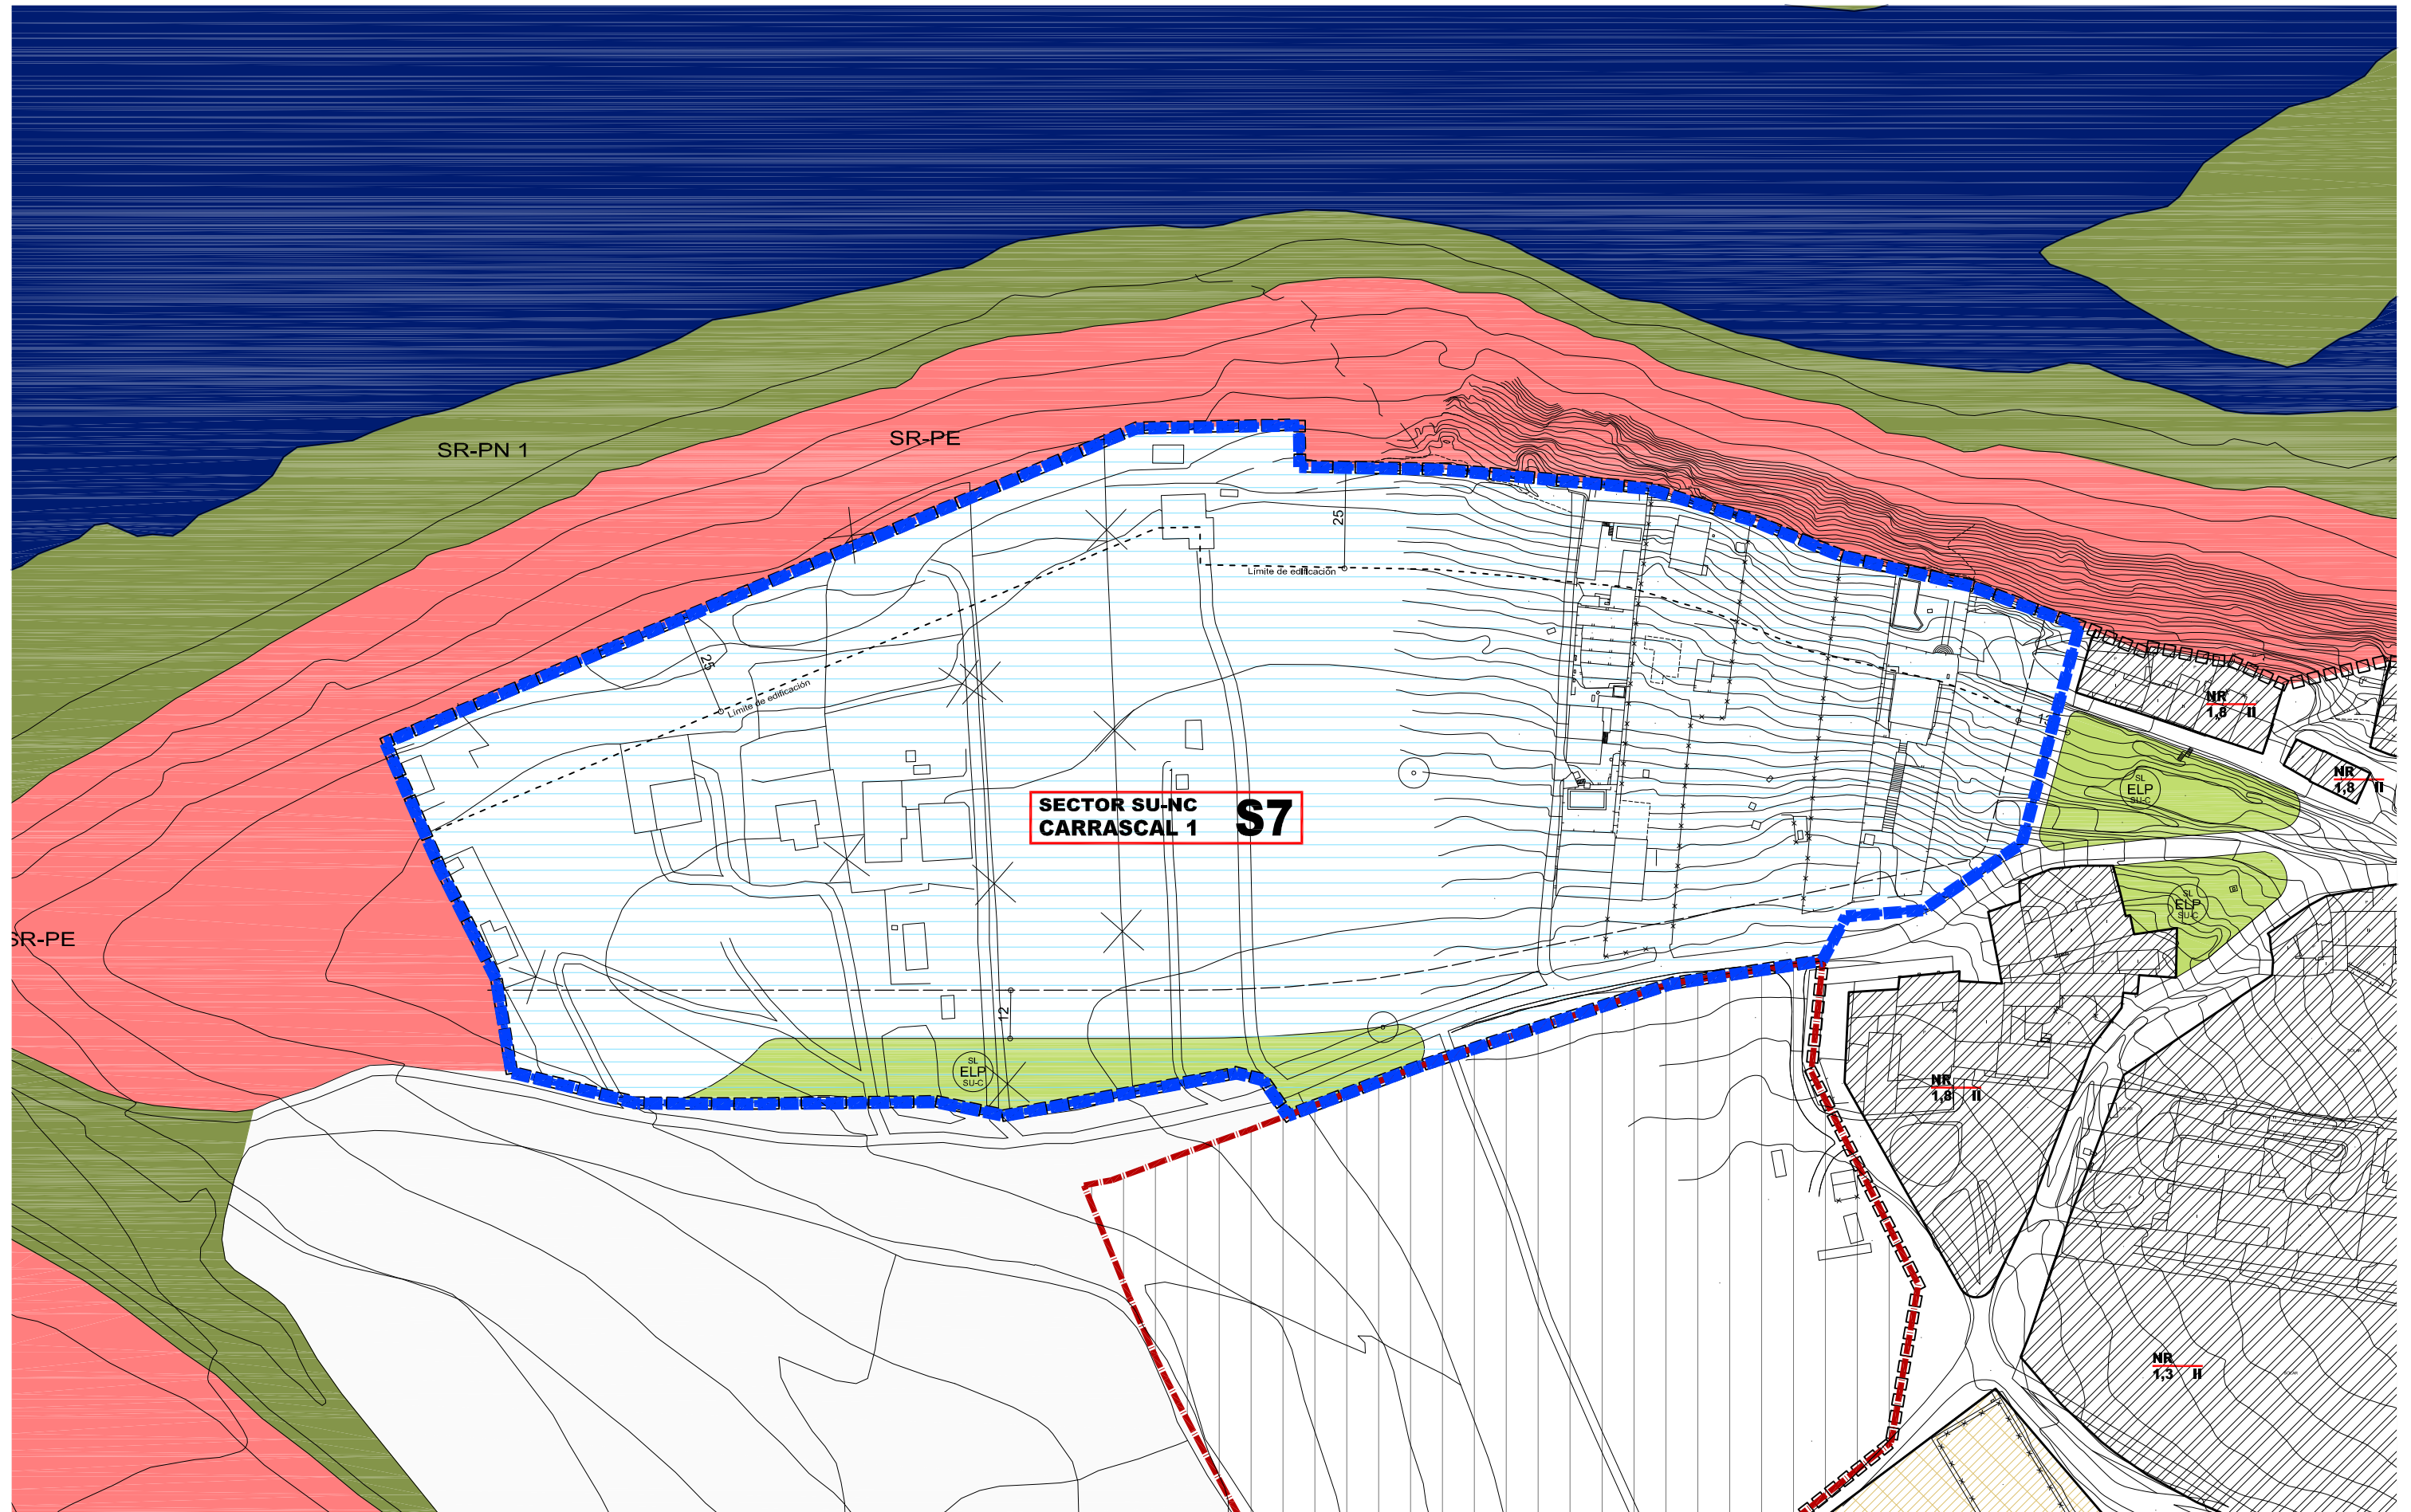 SR-PN 1
SR-PE
25
Límite de edificación
25
Límite de edificación
NR
1,8 II
NR
1,8 II
SL
ELP
SU-C
SECTOR SU-NC
CARRASCAL 1
S7
SL
ELP
SU-C
SR-PE
12
SL
ELP
SU-C
NR
1,8 II
NR
1,3 II